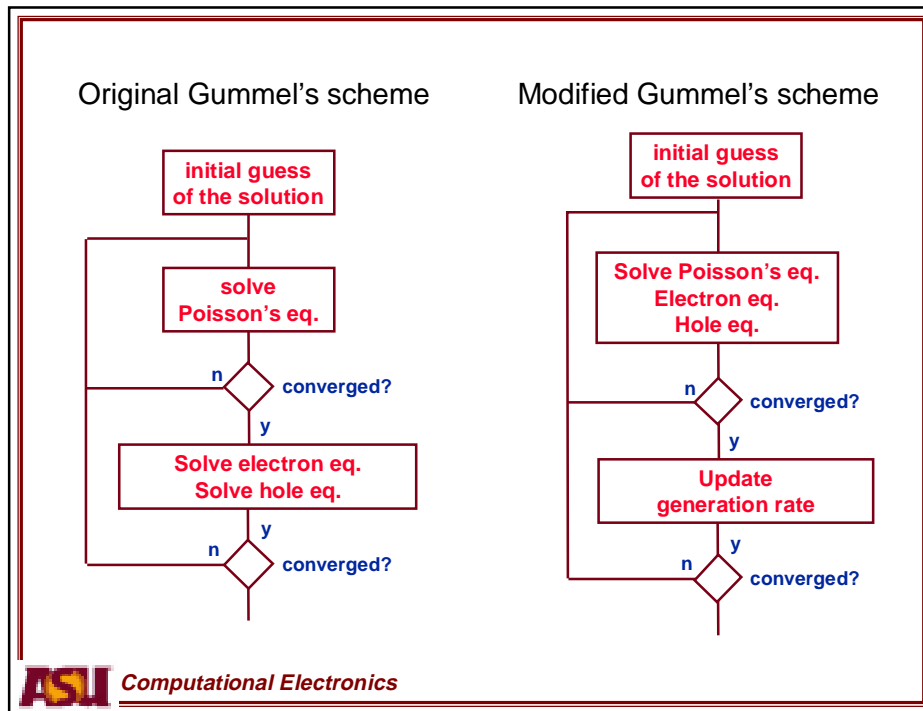 Original Gummel's scheme
initial guess
of the solution
solve
Poisson's eq.
n
converged?
y
Solve electron eq.
Solve hole eq.
y
n
converged?
Modified Gummel's scheme
initial guess
of the solution
Solve Poisson's eq.
Electron eq.
Hole eq.
n
converged?
y
Update
generation rate
y
n
converged?
ASU
Computational Electronics